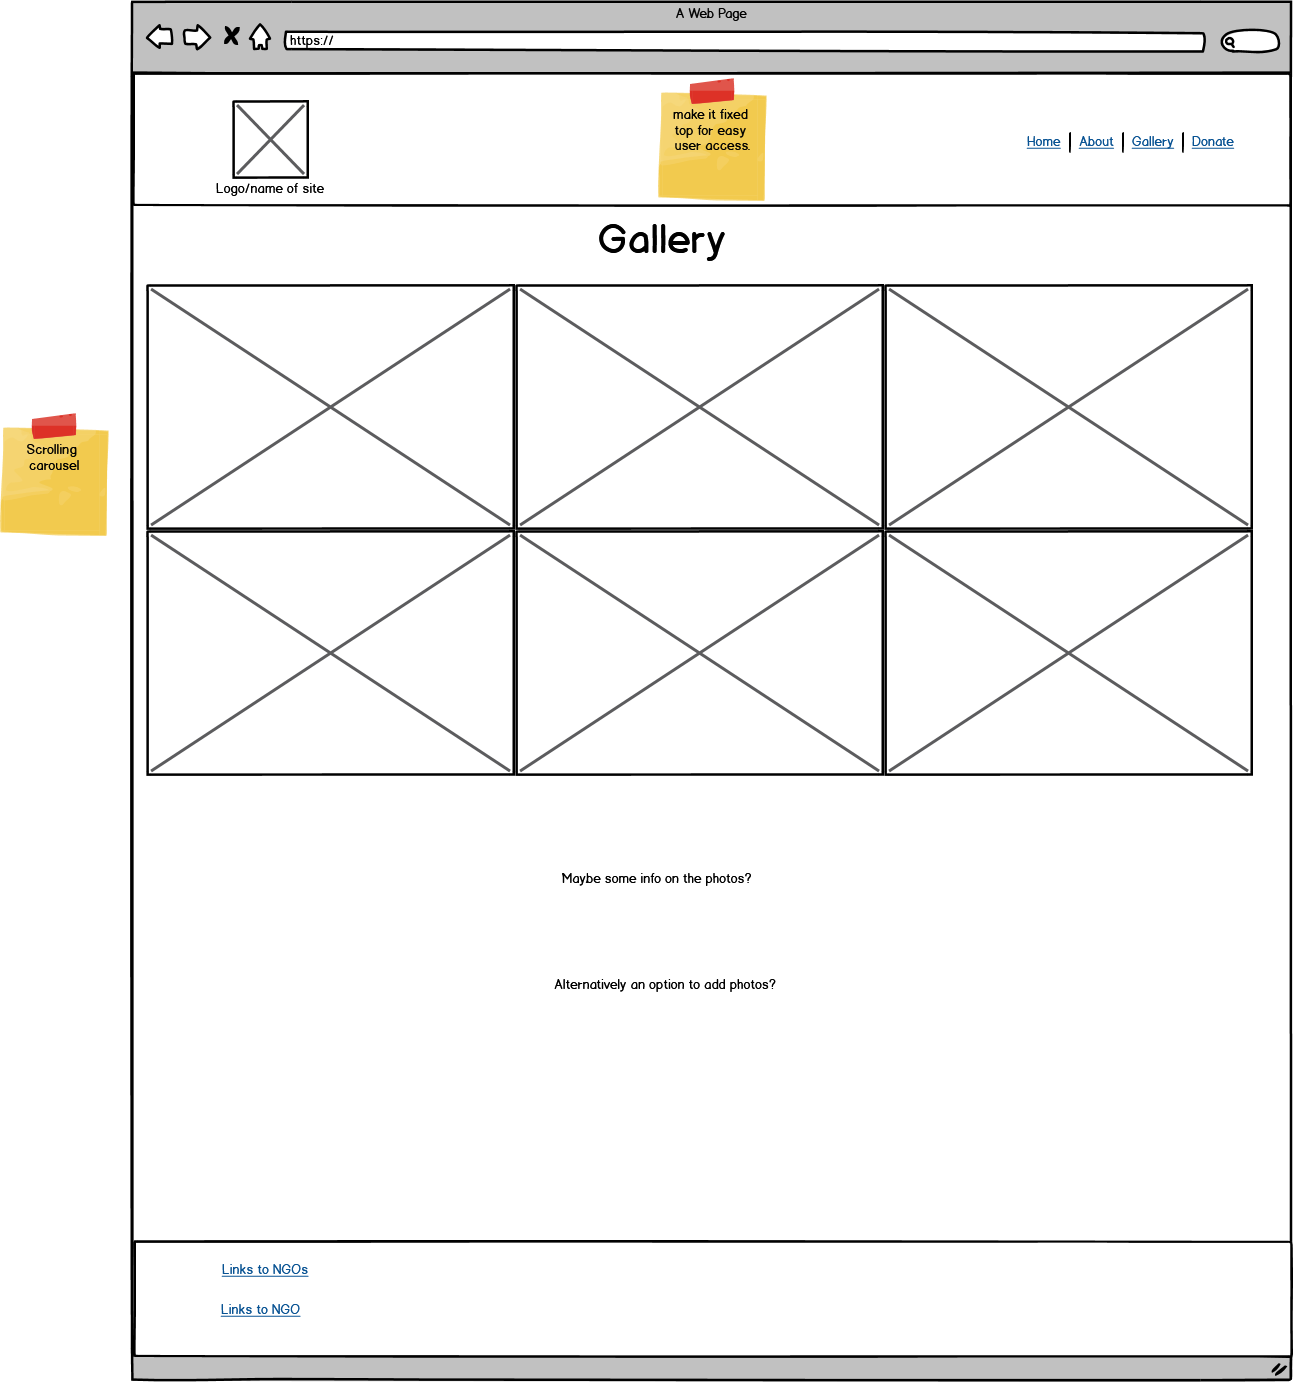 A Web Page
https://
make it fixed
top for easy
user access.
Home
About
Gallery
Donate
Logo/name of site
Gallery
Scrolling
carousel
Maybe some info on the photos?
Alternatively an option to add photos?
Links to NGOs
Links to NGO